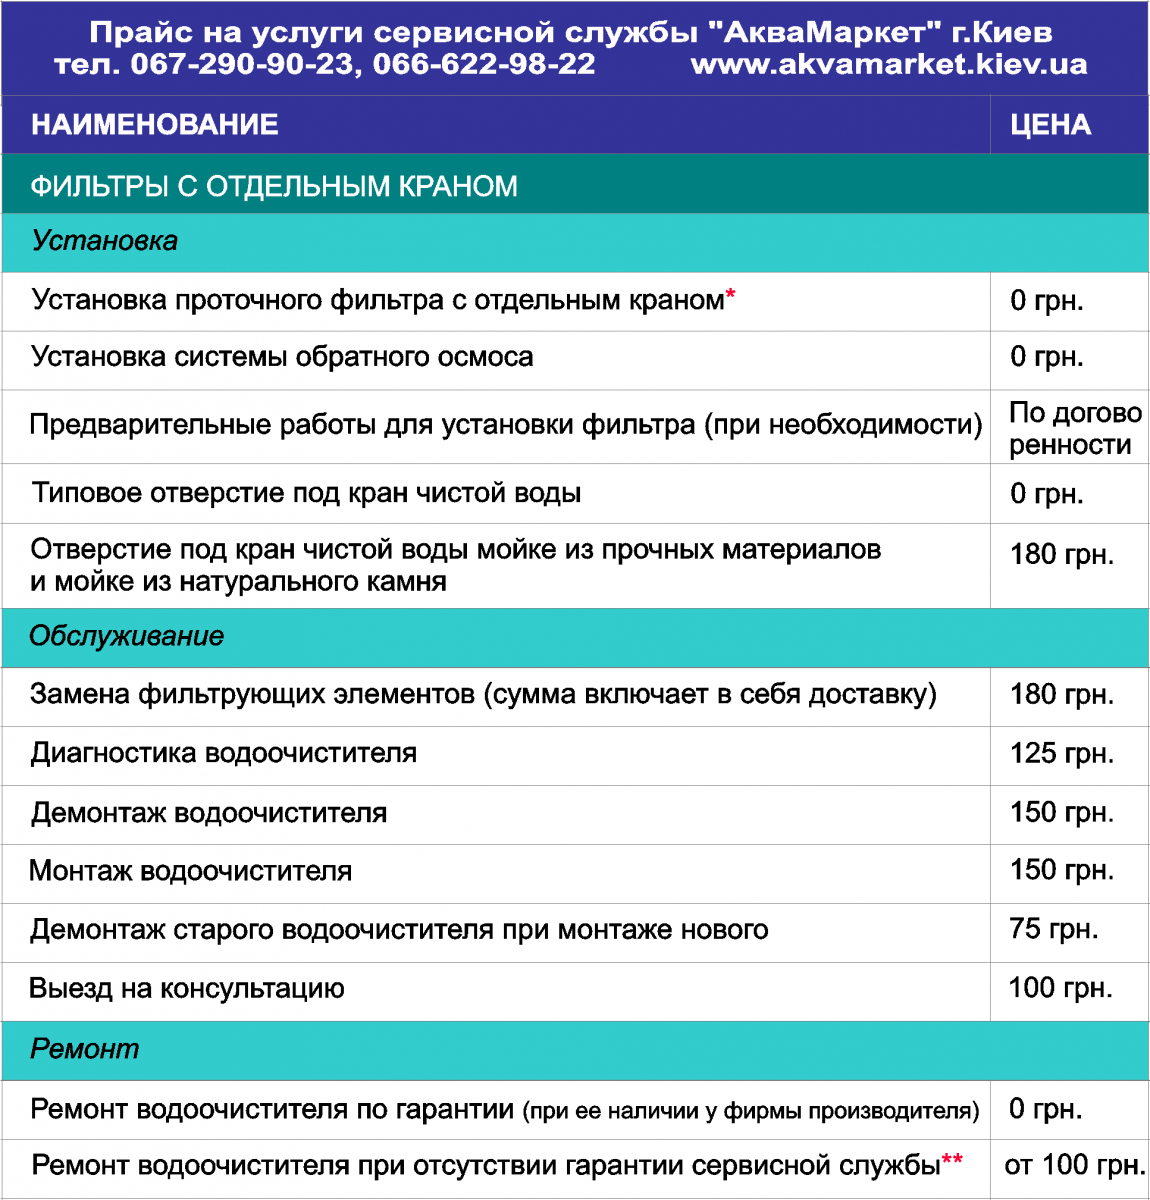 Прайс на услуги сервисной службы "АкваМаркет" г.Киев
тел. 067-290-90-23, 066-622-98-22 www.akvamarket.kiev.ua
НАИМЕНОВАНИЕ ЦЕНА
ФИЛЬТРЫ С ОТДЕЛЬНЫМ КРАНОМ
Установка
Установка проточного фильтра с отдельным краном* 0 грн.
Установка системы обратного осмоса 0 грн.
Предварительные работы для установки фильтра (при необходимости) По догово
ренности
Типовое отверстие под кран чистой воды 0 грн.
Отверстие под кран чистой воды мойке из прочных материалов
и мойке из натурального камня 180 грн.
Обслуживание
Замена фильтрующих элементов (сумма включает в себя доставку) 180 грн.
Диагностика водоочистителя 125 грн.
Демонтаж водоочистителя 150 грн.
Монтаж водоочистителя 150 грн.
Демонтаж старого водоочистителя при монтаже нового 75 грн.
Выезд на консультацию 100 грн.
Ремонт
Ремонт водоочистителя по гарантии (при ее наличии у фирмы производителя) 0 грн.
Ремонт водоочистителя при отсутствии гарантии сервисной службы** от 100 грн.